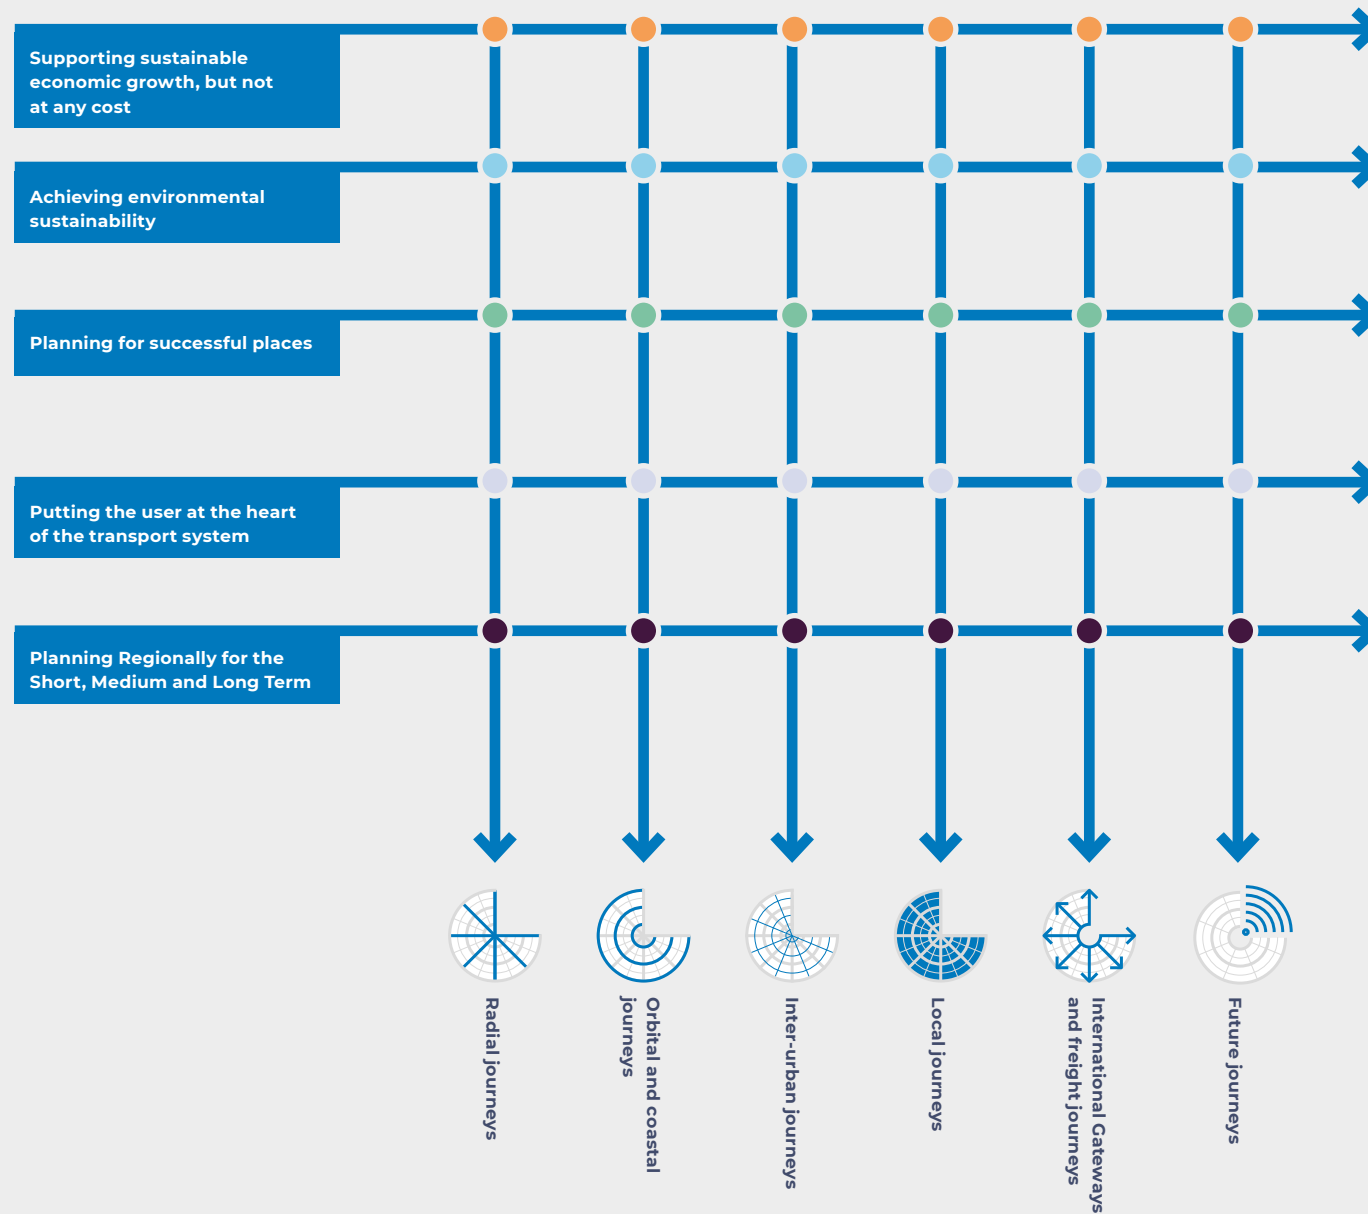 Supporting sustainable
economic growth, but not
at any cost
Achieving environmental
sustainability
Planning for successful places
Putting the user at the heart
of the transport system
Planning Regionally for the
Short, Medium and Long Term
Radial journeys
Orbital and coastal
journeys
Inter-urban journeys
Local journeys
International Gateways
and freight journeys
Future journeys